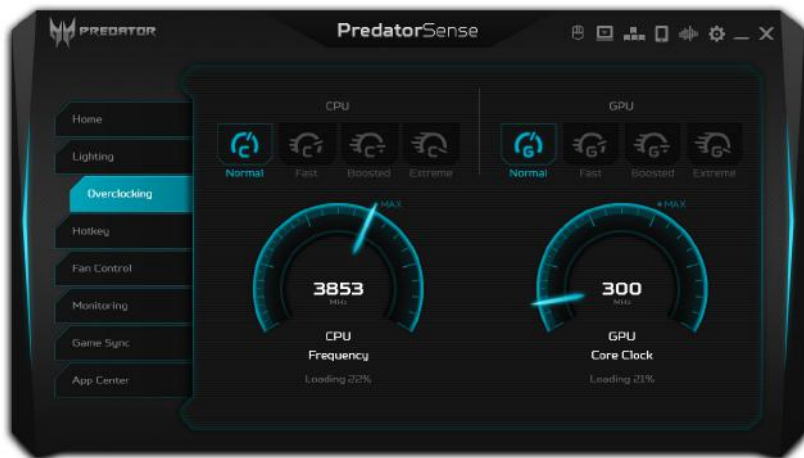 PREDATOR
PredatorSense
Home
Lighting
Overclocking
Hotkey
Fan Control
Monitoring
Game Sync
App Center
CPU
Normal Fast Boosted Extreme
MAX
3853
MHz
CPU
Frequency
Loading 22%
GPU
Normal Fast Boosted Extreme
MAX
300
MHz
GPU
Core Clock
Loading 21%